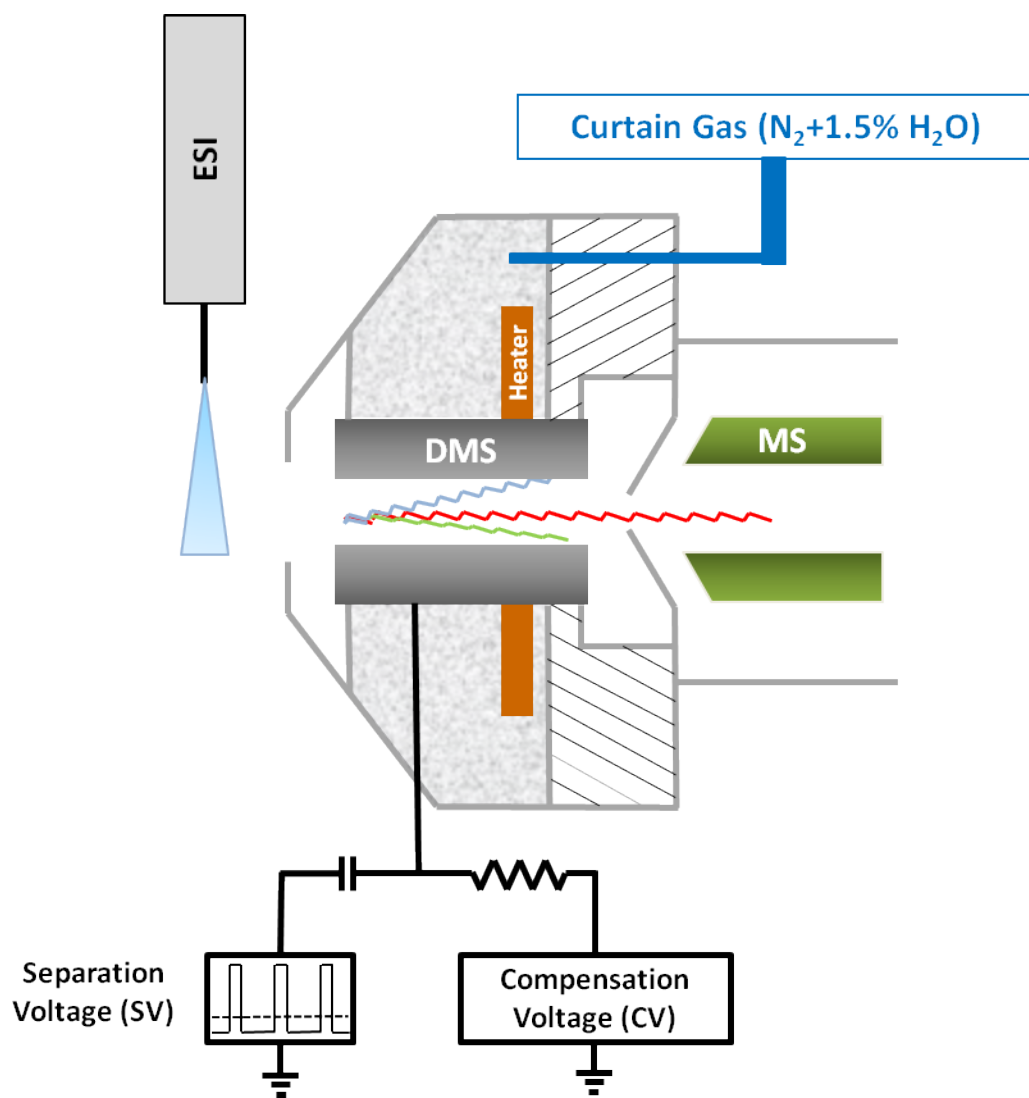 ESI
Curtain Gas (N₂+1.5% H₂O)
Heater
DMS
MS
Separation
Voltage (SV)
Compensation
Voltage (CV)